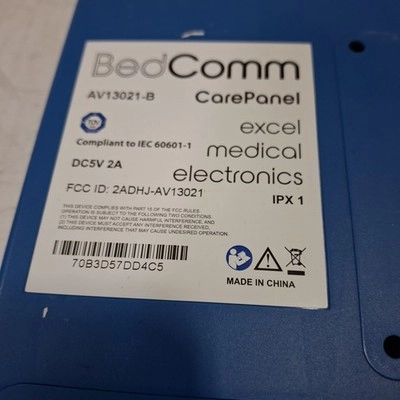 BedComm
AV13021-B
CarePanel
excel
medical
electronics
Compliant to IEC 60601-1
DC5V 2A
FCC ID: 2ADHJ-AV13021
IPX 1
THIS DEVICE COMPLIES WITH PART 15 OF THE FCC RULES.
OPERATION IS SUBJECT TO THE FOLLOWING TWO CONDITIONS:
(1) THIS DEVICE MAY NOT CAUSE HARMFUL INTERFERENCE, AND
(2) THIS DEVICE MUST ACCEPT ANY INTERFERENCE RECEIVED,
INCLUDING INTERFERENCE THAT MAY CAUSE UNDESIRED OPERATION.
70B3D57DD4C5
MADE IN CHINA